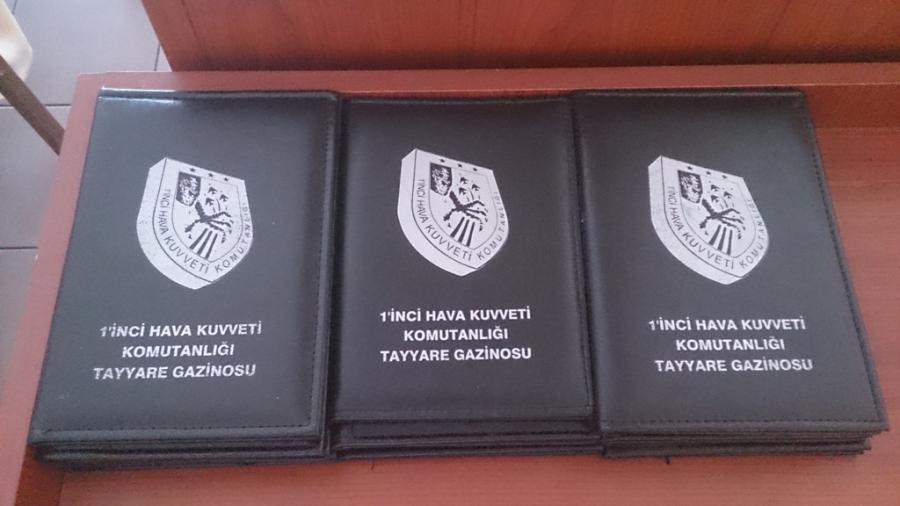 1'İNCİ HAVA KUVVETİ KOMUTANLIĞI
1'İNCİ HAVA KUVVETİ
KOMUTANLIĞI
TAYYARE GAZİNOSU
1'İNCİ HAVA KUVVETİ KOMUTANLIĞI
1'İNCİ HAVA KUVVETİ
KOMUTANLIĞI
TAYYARE GAZİNOSU
1'İNCİ HAVA KUVVETİ KOMUTANLIĞI
1'İNCİ HAVA KUVVETİ
KOMUTANLIĞI
TAYYARE GAZİNOSU